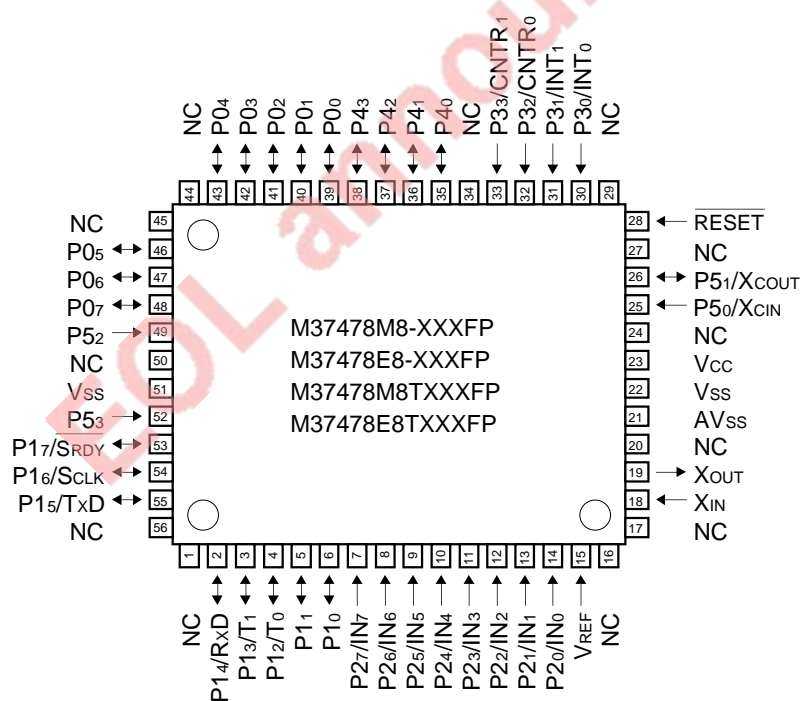 EOL announ
NC P04 P03 P02 P01 P00 P43 P42 P41 P40 NC P33/CNTR1 P32/CNTR0 P31/INT1 P30/INT0 NC
44 43 42 41 40 39 38 37 36 35 34 33 32 31 30 29
NC 45
P05 46
P06 47
P07 48
P52 49
NC 50
VSS 51
P53 52
P17/SRDY 53
P16/SCLK 54
P15/TXD 55
NC 56
M37478M8-XXXFP
M37478E8-XXXFP
M37478M8TXXXFP
M37478E8TXXXFP
28 RESET
27 NC
26 P51/XCOUT
25 P50/XCIN
24 NC
23 VCC
22 VSS
21 AVSS
20 NC
19 XOUT
18 XIN
17 NC
1 2 3 4 5 6 7 8 9 10 11 12 13 14 15 16
NC P14/RXD P13/T1 P12/T0 P11 P10 P27/IN7 P26/IN6 P25/IN5 P24/IN4 P23/IN3 P22/IN2 P21/IN1 P20/IN0 VREF NC